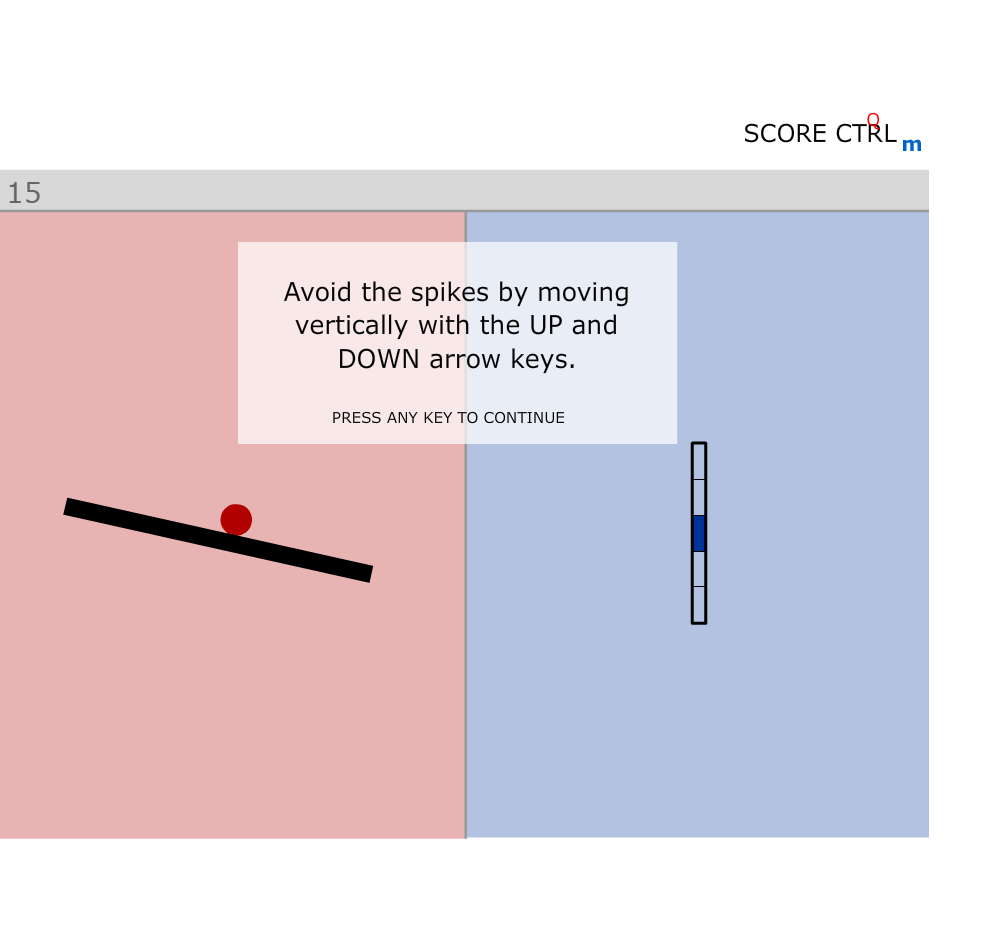 SCORE CTRL
Q
m
15
Avoid the spikes by moving
vertically with the UP and
DOWN arrow keys.
PRESS ANY KEY TO CONTINUE